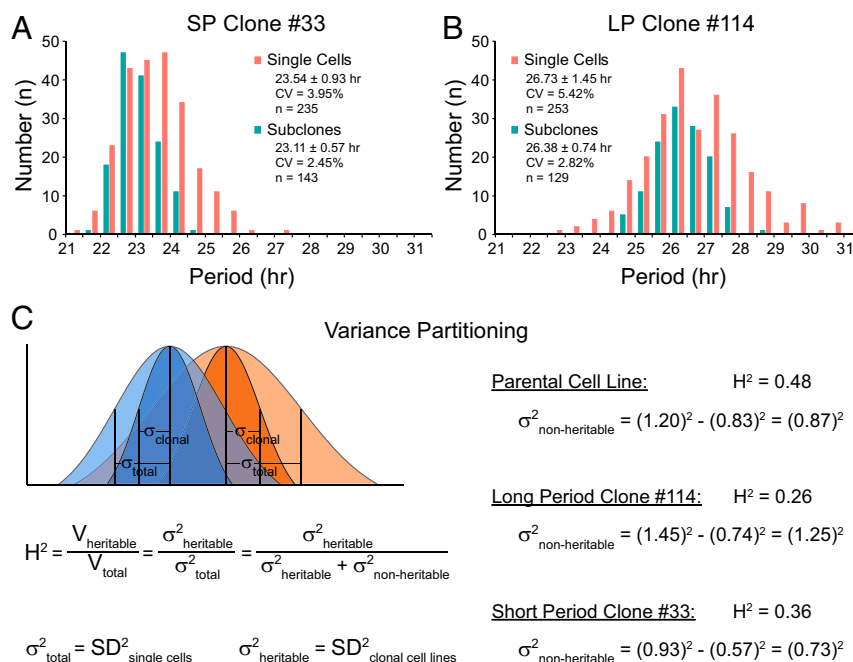 A
SP Clone #33
50
40
30
20
10
0
Number (n)
Single Cells
23.54 ± 0.93 hr
CV = 3.95%
n = 235
Subclones
23.11 ± 0.57 hr
CV = 2.45%
n = 143
21 22 23 24 25 26 27 28 29 30 31
Period (hr)
B
LP Clone #114
50
40
30
20
10
0
Number (n)
Single Cells
26.73 ± 1.45 hr
CV = 5.42%
n = 253
Subclones
26.38 ± 0.74 hr
CV = 2.82%
n = 129
21 22 23 24 25 26 27 28 29 30 31
Period (hr)
C
Variance Partitioning
σclonal
σtotal
σclonal
σtotal
H² = Vheritable / Vtotal = σ²heritable / σ²total = σ²heritable / σ²heritable + σ²non-heritable
σ²total = SD²single cells σ²heritable = SD²clonal cell lines
Parental Cell Line: H² = 0.48
σ²non-heritable = (1.20)² - (0.83)² = (0.87)²
Long Period Clone #114: H² = 0.26
σ²non-heritable = (1.45)² - (0.74)² = (1.25)²
Short Period Clone #33: H² = 0.36
σ²non-heritable = (0.93)² - (0.57)² = (0.73)²